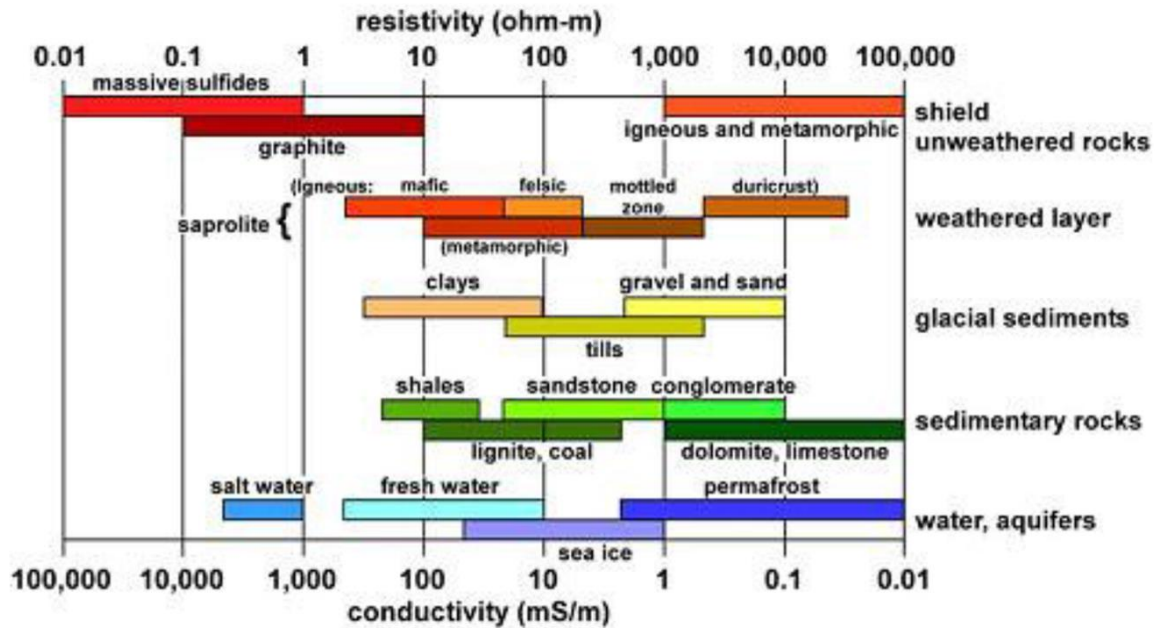 resistivity (ohm-m)
0.01 0.1 1 10 100 1,000 10,000 100,000
massive sulfides
graphite
igneous and metamorphic
shield
unweathered rocks
(Igneous: mafic felsic mottled zone duricrust)
saprolite {
(metamorphic)
weathered layer
clays gravel and sand
tills
glacial sediments
shales sandstone conglomerate
lignite, coal dolomite, limestone
sedimentary rocks
salt water fresh water permafrost
sea ice
water, aquifers
100,000 10,000 1,000 100 10 1 0.1 0.01
conductivity (mS/m)